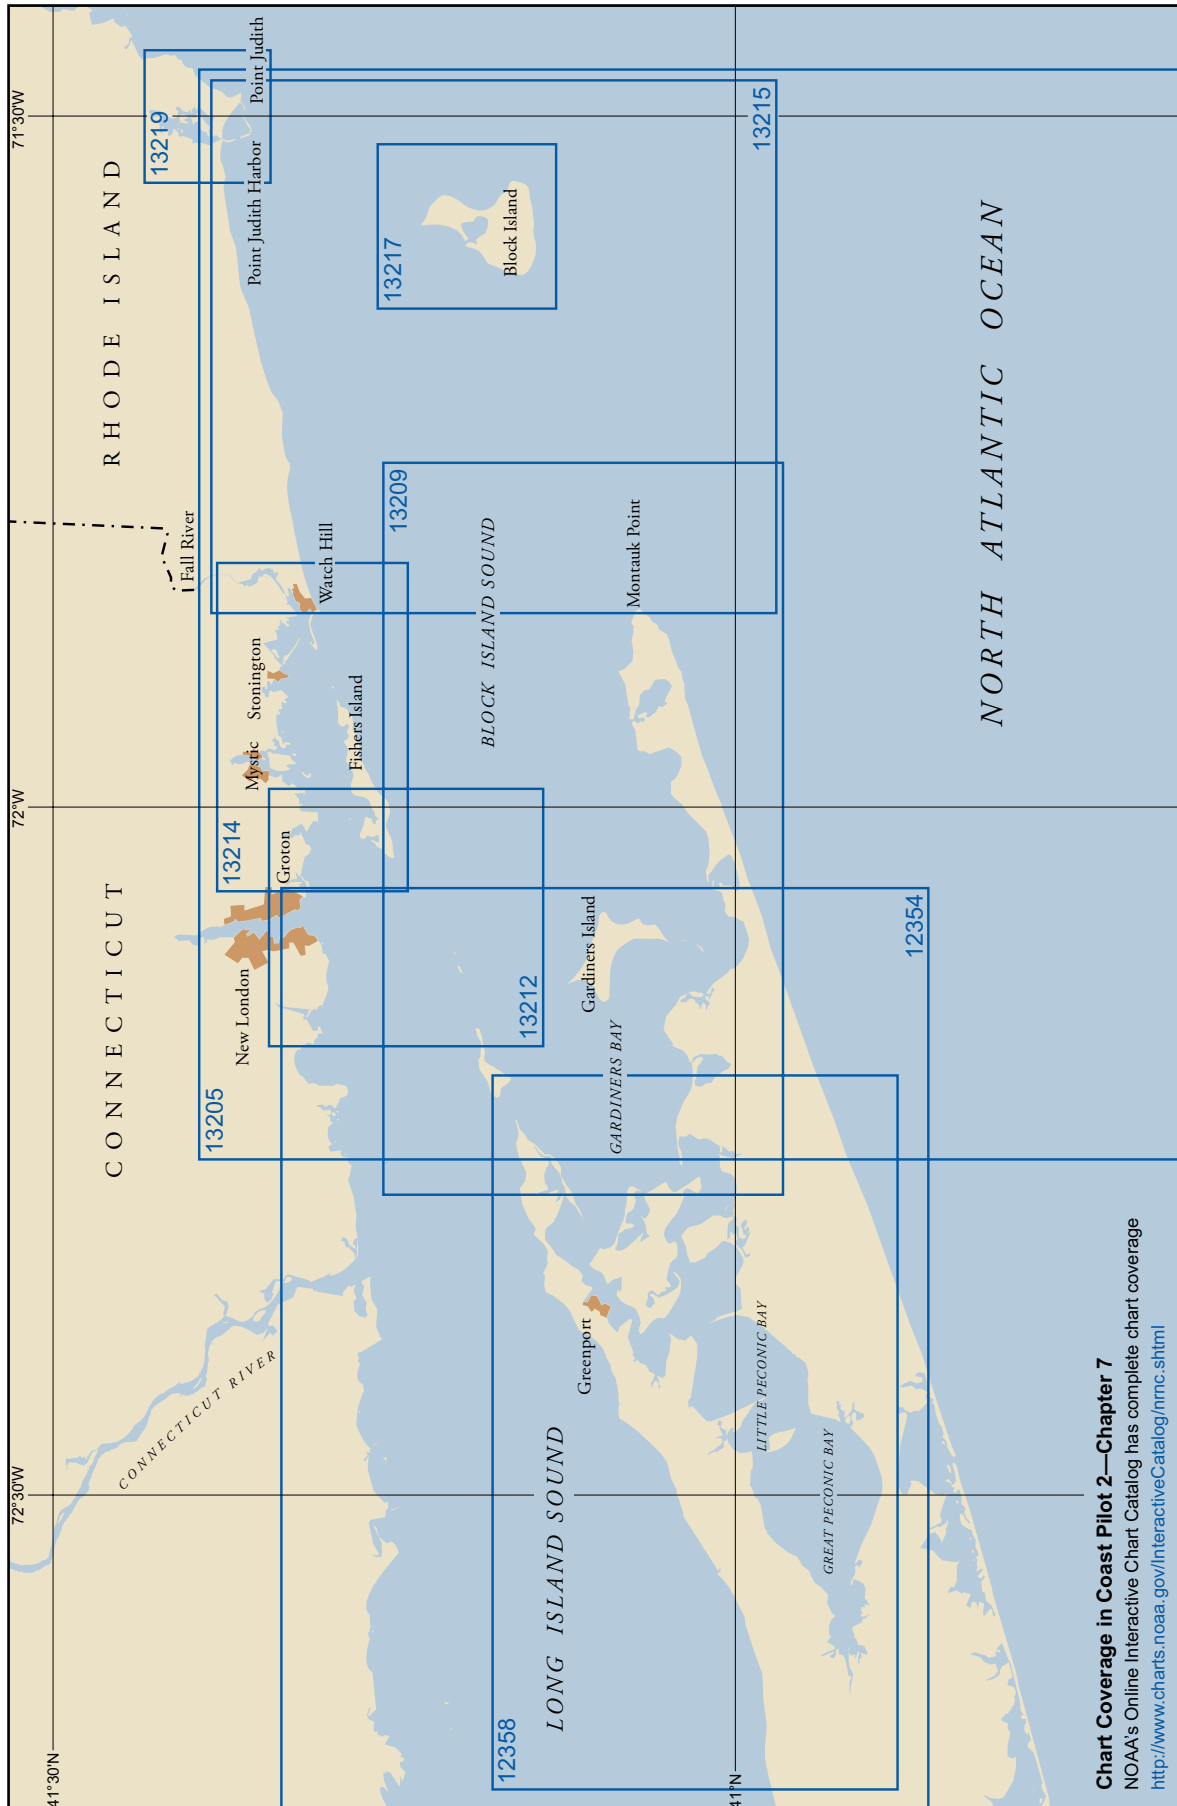 72°30'W
72°W
71°30'W
41°30'N
41°N
CONNECTICUT
RHODE ISLAND
CONNECTICUT RIVER
Fall River
13219
13205
13214
New London
Groton
Mystic
Stonington
Watch Hill
Point Judith Harbor
Point Judith
Fishers Island
13217
13209
BLOCK ISLAND SOUND
Block Island
12358
13212
LONG ISLAND SOUND
Greenport
Gardiners Island
GARDINERS BAY
Montauk Point
13215
LITTLE PECONIC BAY
GREAT PECONIC BAY
12354
NORTH ATLANTIC OCEAN
Chart Coverage in Coast Pilot 2—Chapter 7
NOAA's Online Interactive Chart Catalog has complete chart coverage
http://www.charts.noaa.gov/InteractiveCatalog/nrnc.shtml